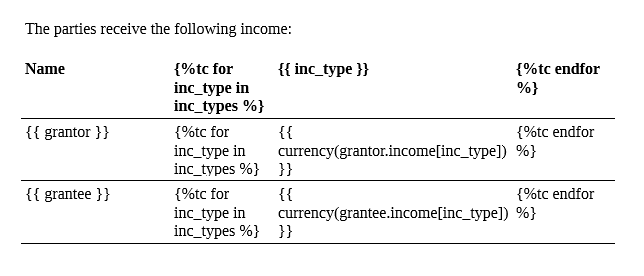 The parties receive the following income:
Name {%tc for {{ inc_type }} {%tc endfor
inc_type in %}
inc_types %}
{{ grantor }} {%tc for {{ {%tc endfor
inc_type in currency(grantor.income[inc_type]) %}
inc_types %} }}
{{ grantee }} {%tc for {{ {%tc endfor
inc_type in currency(grantee.income[inc_type]) %}
inc_types %} }}